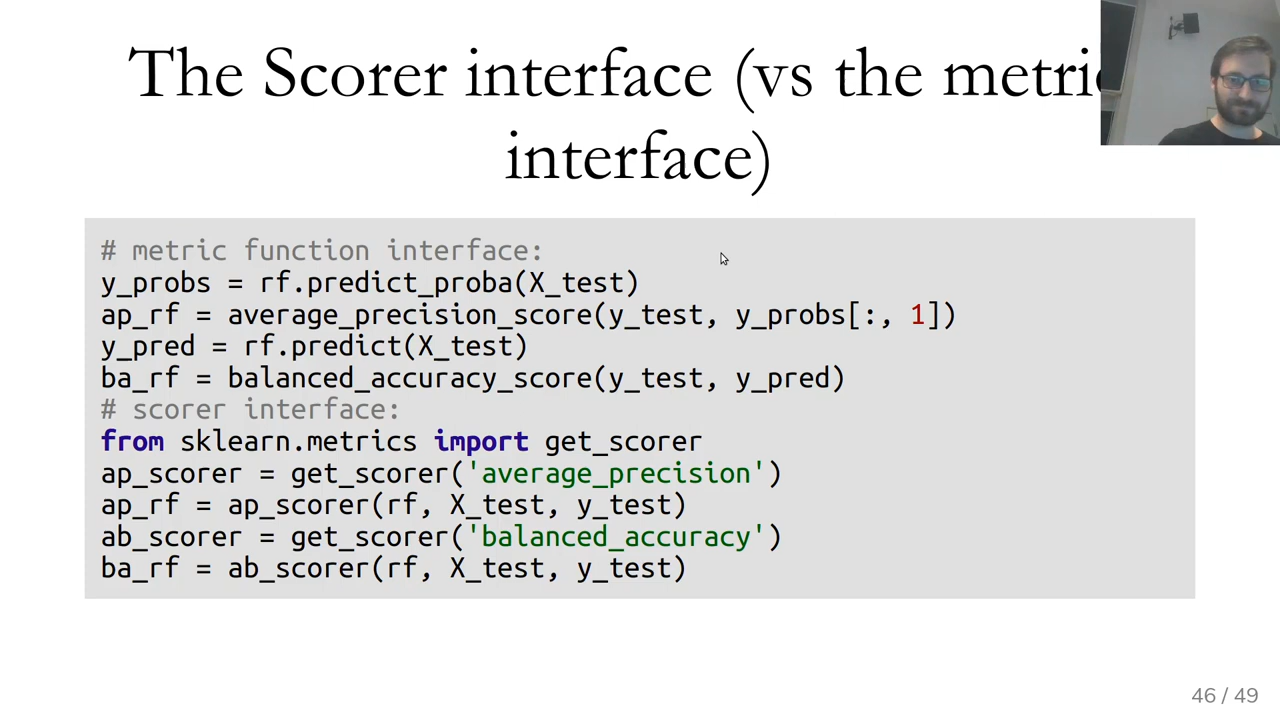 The Scorer interface (vs the metric
interface)
# metric function interface:
y_probs = rf.predict_proba(X_test)
ap_rf = average_precision_score(y_test, y_probs[:, 1])
y_pred = rf.predict(X_test)
ba_rf = balanced_accuracy_score(y_test, y_pred)
# scorer interface:
from sklearn.metrics import get_scorer
ap_scorer = get_scorer('average_precision')
ap_rf = ap_scorer(rf, X_test, y_test)
ab_scorer = get_scorer('balanced_accuracy')
ba_rf = ab_scorer(rf, X_test, y_test)
46 / 49